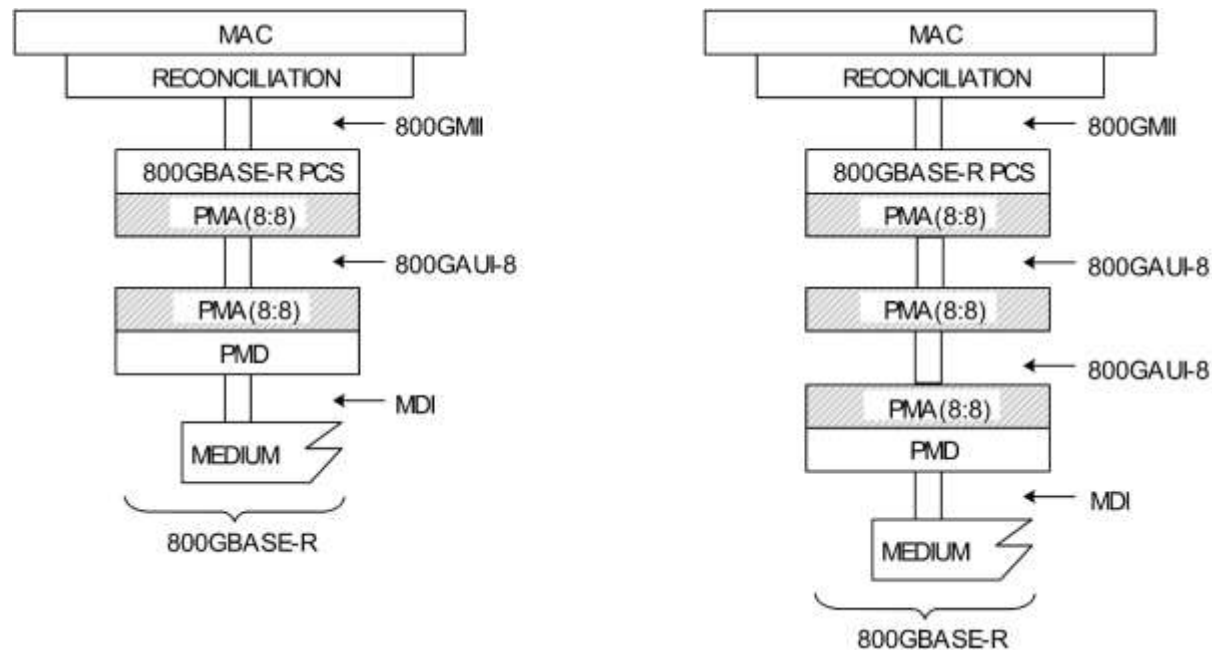 MAC
RECONCILIATION
800GMII
800GBASE-R PCS
PMA(8:8)
800GAUI-8
PMA(8:8)
PMD
MDI
MEDIUM
800GBASE-R
MAC
RECONCILIATION
800GMII
800GBASE-R PCS
PMA(8:8)
800GAUI-8
PMA(8:8)
800GAUI-8
PMA(8:8)
PMD
MDI
MEDIUM
800GBASE-R